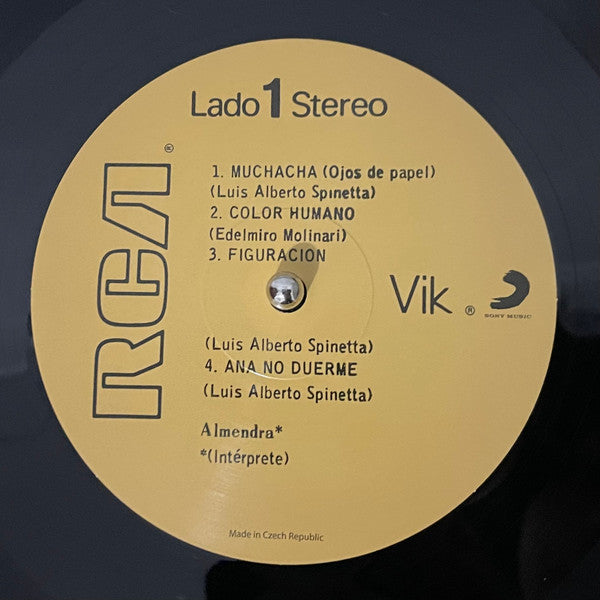 Lado 1 Stereo
RCA ®
1. MUCHACHA (Ojos de papel)
(Luis Alberto Spinetta)
2. COLOR HUMANO
(Edelmiro Molinari)
3. FIGURACION
Vik ®
SONY MUSIC
(Luis Alberto Spinetta)
4. ANA NO DUERME
(Luis Alberto Spinetta)
Almendra*
*(Intérprete)
Made in Czech Republic